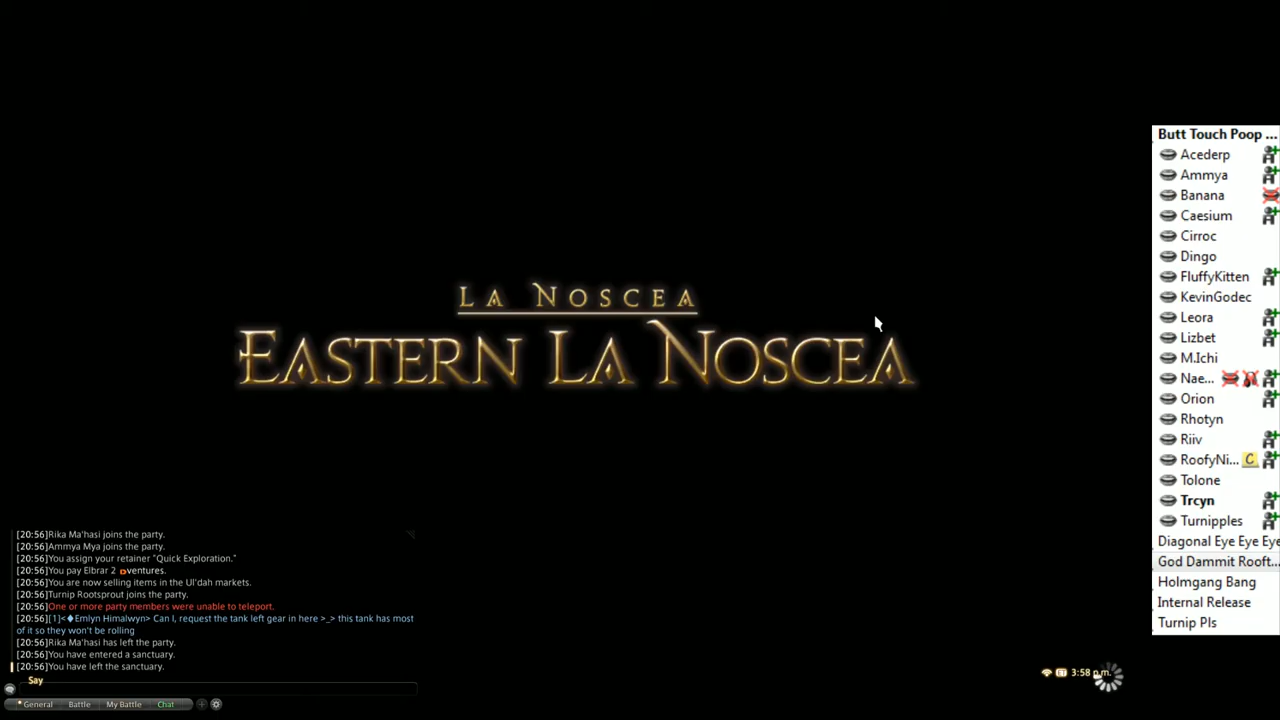 LA NOSCEA
EASTERN LA NOSCEA
Butt Touch Poop ...
Acederp
Ammya
Banana
Caesium
Cirroc
Dingo
FluffyKitten
KevinGodec
Leora
Lizbet
M.Ichi
Nae...
Orion
Rhotyn
Riiv
RoofyNi... C
Tolone
Trcyn
Turnipples
Diagonal Eye Eye Eye
God Dammit Rooft...
Holmgang Bang
Internal Release
Turnip Pls
[20:56]Rika Ma'hasi joins the party.
[20:56]Ammya Mya joins the party.
[20:56]You assign your retainer "Quick Exploration."
[20:56]You pay Elbrar 2 ventures.
[20:56]You are now selling items in the Ul'dah markets.
[20:56]Turnip Rootsprout joins the party.
[20:56]One or more party members were unable to teleport.
[20:56][1]<Emlyn Himalwyn> Can I, request the tank left gear in here >_> this tank has most
of it so they won't be rolling
[20:56]Rika Ma'hasi has left the party.
[20:56]You have entered a sanctuary.
[20:56]You have left the sanctuary.
Say
General Battle My Battle Chat
ET 3:58 p.m.